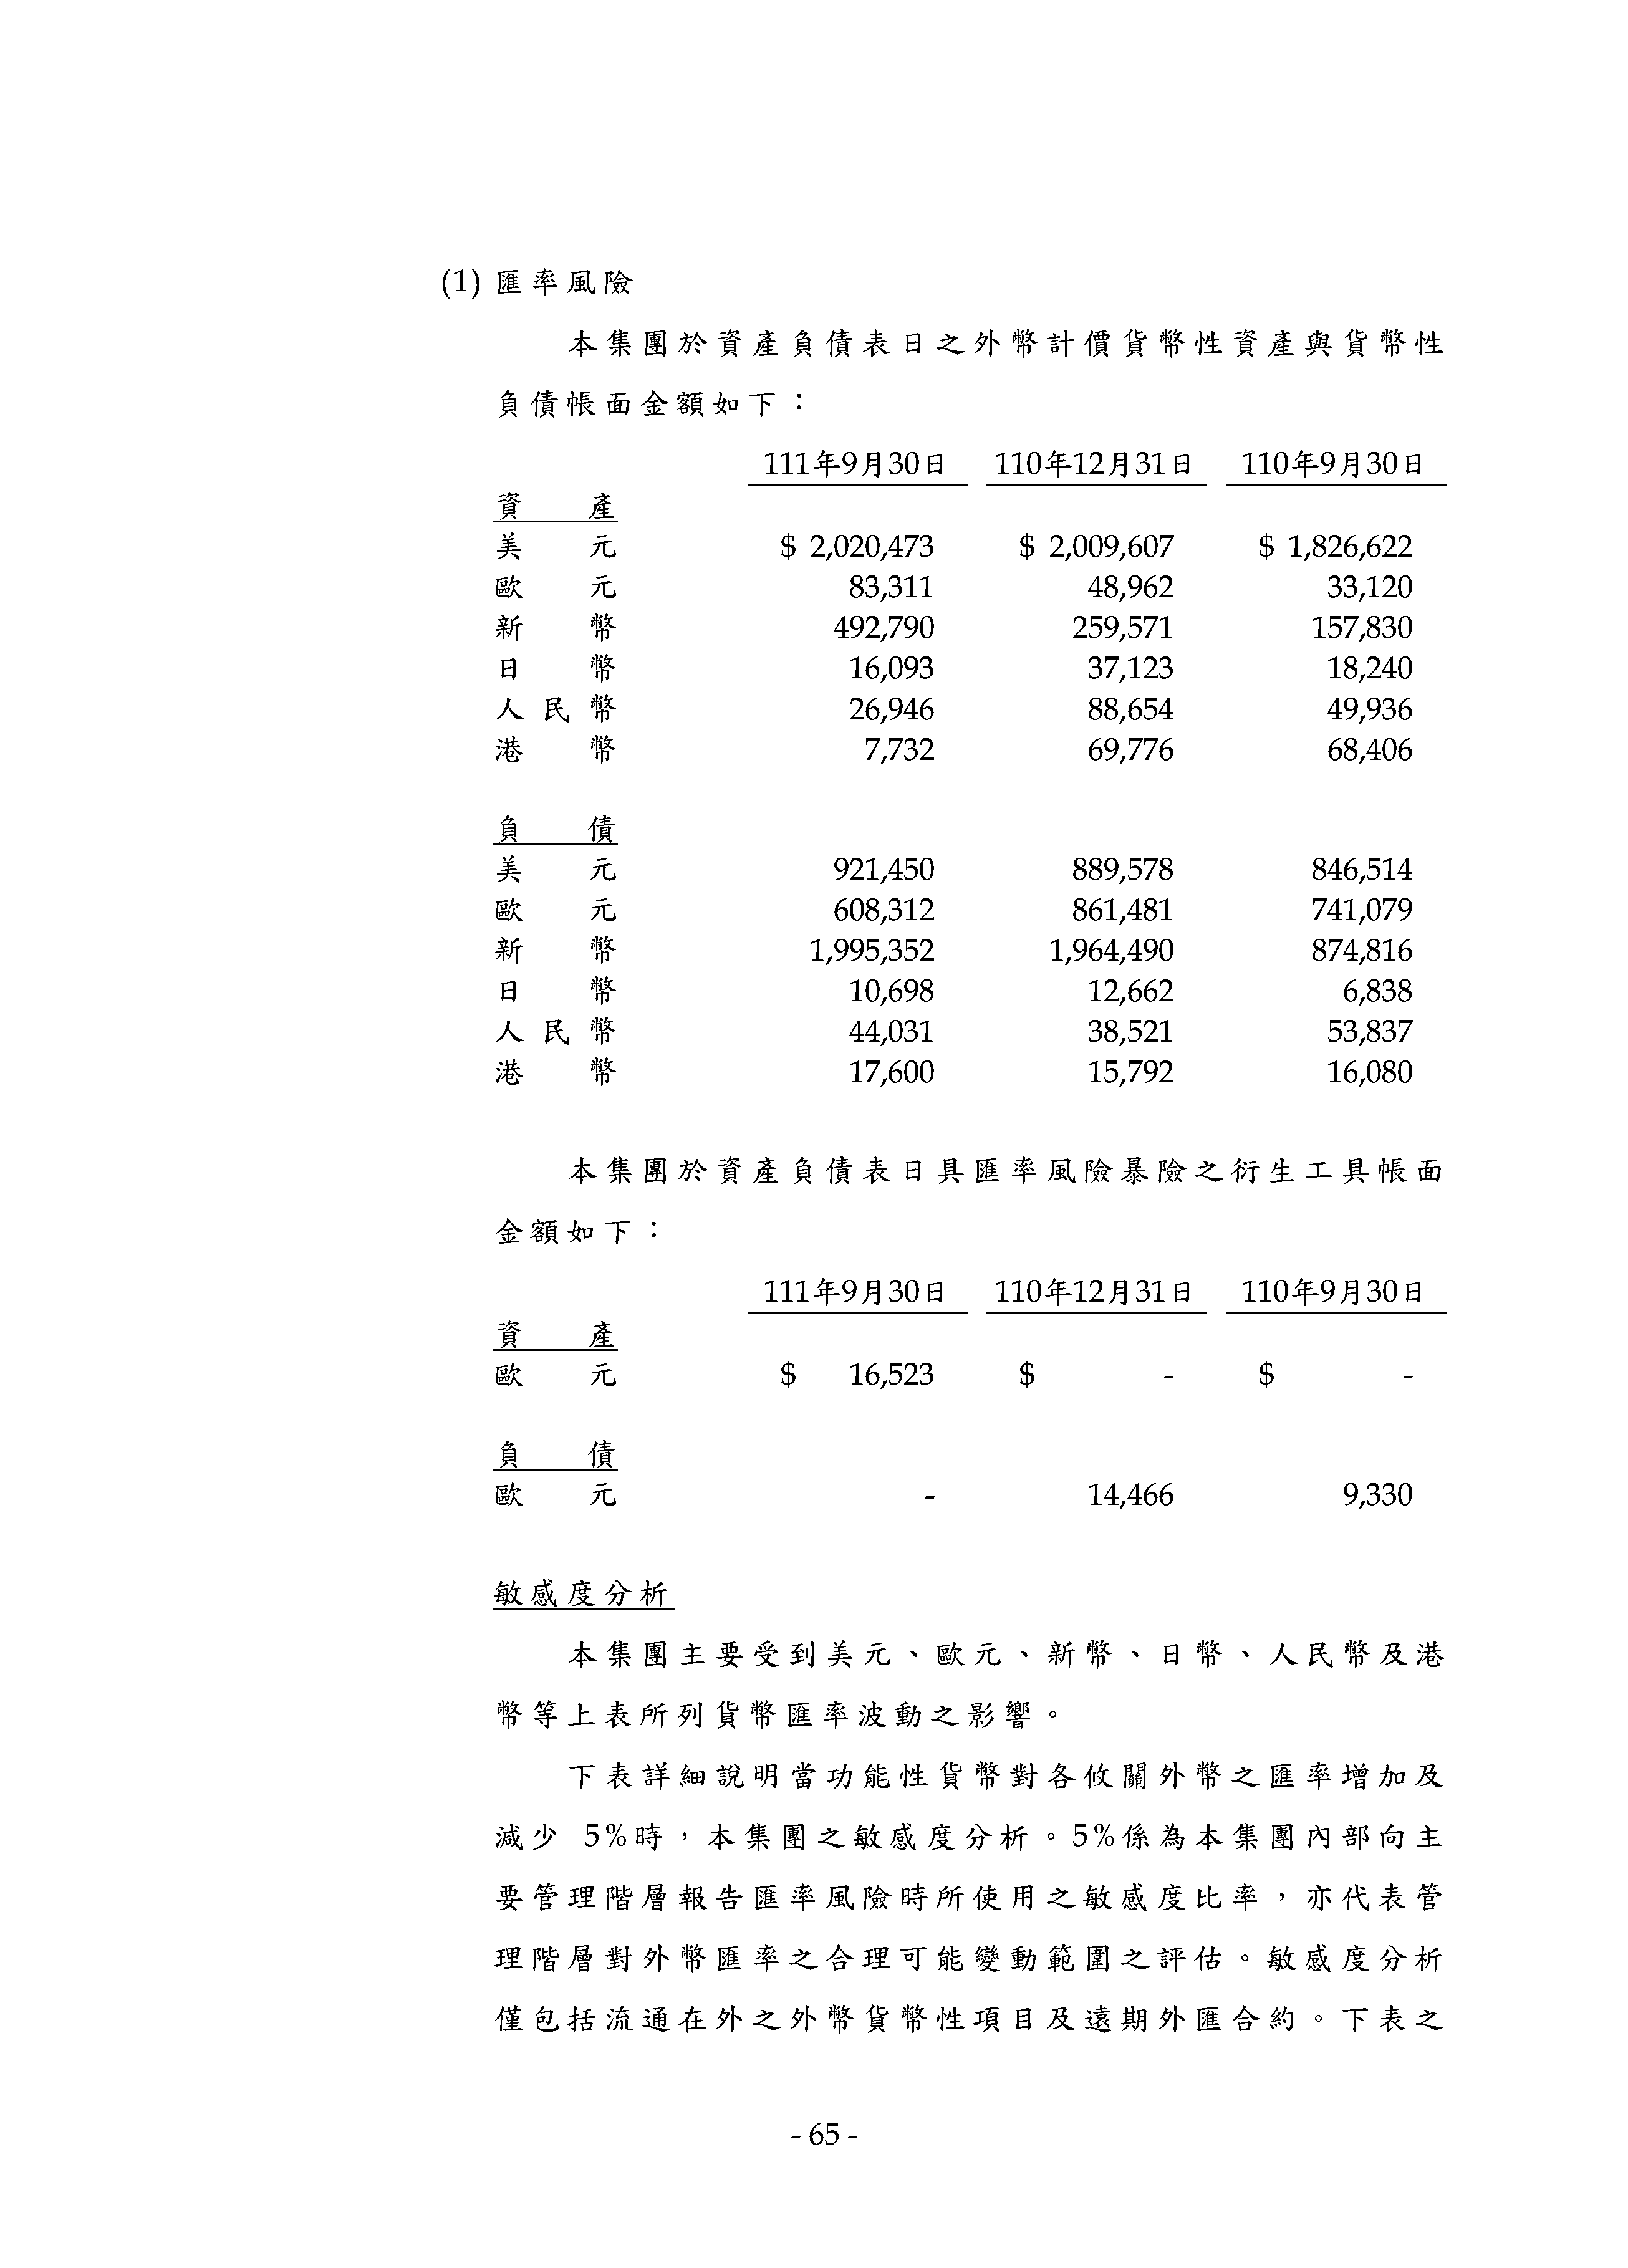 (1) 匯率風險
本集團於資產負債表日之外幣計價貨幣性資產與貨幣性
負債帳面金額如下：
111年9月30日 110年12月31日 110年9月30日
資產
美元 $ 2,020,473 $ 2,009,607 $ 1,826,622
歐元 83,311 48,962 33,120
新幣 492,790 259,571 157,830
日幣 16,093 37,123 18,240
人民幣 26,946 88,654 49,936
港幣 7,732 69,776 68,406
負債
美元 921,450 889,578 846,514
歐元 608,312 861,481 741,079
新幣 1,995,352 1,964,490 874,816
日幣 10,698 12,662 6,838
人民幣 44,031 38,521 53,837
港幣 17,600 15,792 16,080
本集團於資產負債表日具匯率風險暴險之衍生工具帳面
金額如下：
111年9月30日 110年12月31日 110年9月30日
資產
歐元 $ 16,523 $ - $ -
負債
歐元 - 14,466 9,330
敏感度分析
本集團主要受到美元、歐元、新幣、日幣、人民幣及港
幣等上表所列貨幣匯率波動之影響。
下表詳細說明當功能性貨幣對各攸關外幣之匯率增加及
減少 5%時，本集團之敏感度分析。5%係為本集團內部向主
要管理階層報告匯率風險時所使用之敏感度比率，亦代表管
理階層對外幣匯率之合理可能變動範圍之評估。敏感度分析
僅包括流通在外之外幣貨幣性項目及遠期外匯合約。下表之
- 65 -